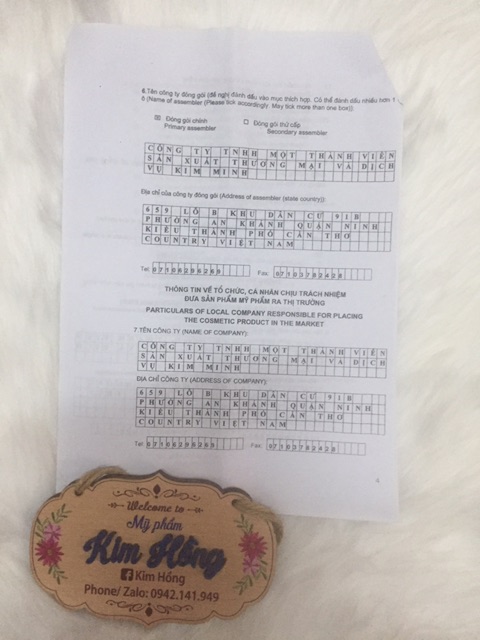 6.Tên công ty đóng gói (đề nghị đánh dấu vào mục thích hợp. Có thể đánh dấu nhiều hơn 1
ô (Name of assembler (Please tick accordingly. May tick more than one box)):
Đóng gói chính
Primary assembler
Đóng gói thứ cấp
Secondary assembler
CÔNG TY TNHH MỘT THÀNH VIÊN
SẢN XUẤT THƯƠNG MẠI VÀ DỊCH
VỤ KIM MINH
Địa chỉ của công ty đóng gói (Address of assembler (state country)):
659 LÔ B KHU DÂN CƯ 91B
PHƯỜNG AN KHÁNH QUẬN NINH
KIỀU THÀNH PHỐ CẦN THƠ
COUNTRY VIỆT NAM
Tel: 07106296269 Fax: 07103782428
THÔNG TIN VỀ TỔ CHỨC, CÁ NHÂN CHỊU TRÁCH NHIỆM
ĐƯA SẢN PHẨM MỸ PHẨM RA THỊ TRƯỜNG
PARTICULARS OF LOCAL COMPANY RESPONSIBLE FOR PLACING
THE COSMETIC PRODUCT IN THE MARKET
7.TÊN CÔNG TY (NAME OF COMPANY):
CÔNG TY TNHH MỘT THÀNH VIÊN
SẢN XUẤT THƯƠNG MẠI VÀ DỊCH
VỤ KIM MINH
ĐỊA CHỈ CÔNG TY (ADDRESS OF COMPANY):
659 LÔ B KHU DÂN CƯ 91B
PHƯỜNG AN KHÁNH QUẬN NINH
KIỀU THÀNH PHỐ CẦN THƠ
COUNTRY VIỆT NAM
Tel: 07106296269 Fax: 07103782428
4
Welcome to
Mỹ phẩm
Kim Hồng
Kim Hồng
Phone/ Zalo: 0942.141.949